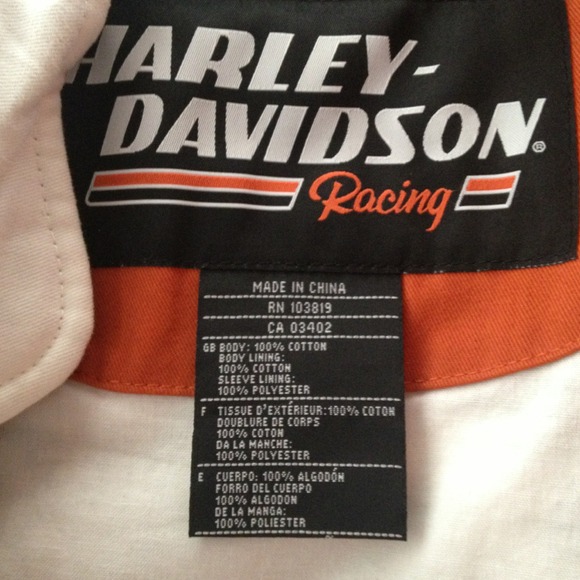 HARLEY-
DAVIDSON®
Racing
MADE IN CHINA
RN 103819
CA 03402
GB BODY: 100% COTTON
BODY LINING:
100% COTTON
SLEEVE LINING:
100% POLYESTER
F TISSUE D'EXTÉRIEUR:100% COTON
DOUBLURE DE CORPS
100% COTON
DA LA MANCHE:
100% POLYESTER
E CUERPO: 100% ALGODÓN
FORRO DEL CUERPO
100% ALGODON
DE LA MANGA:
100% POLIESTER